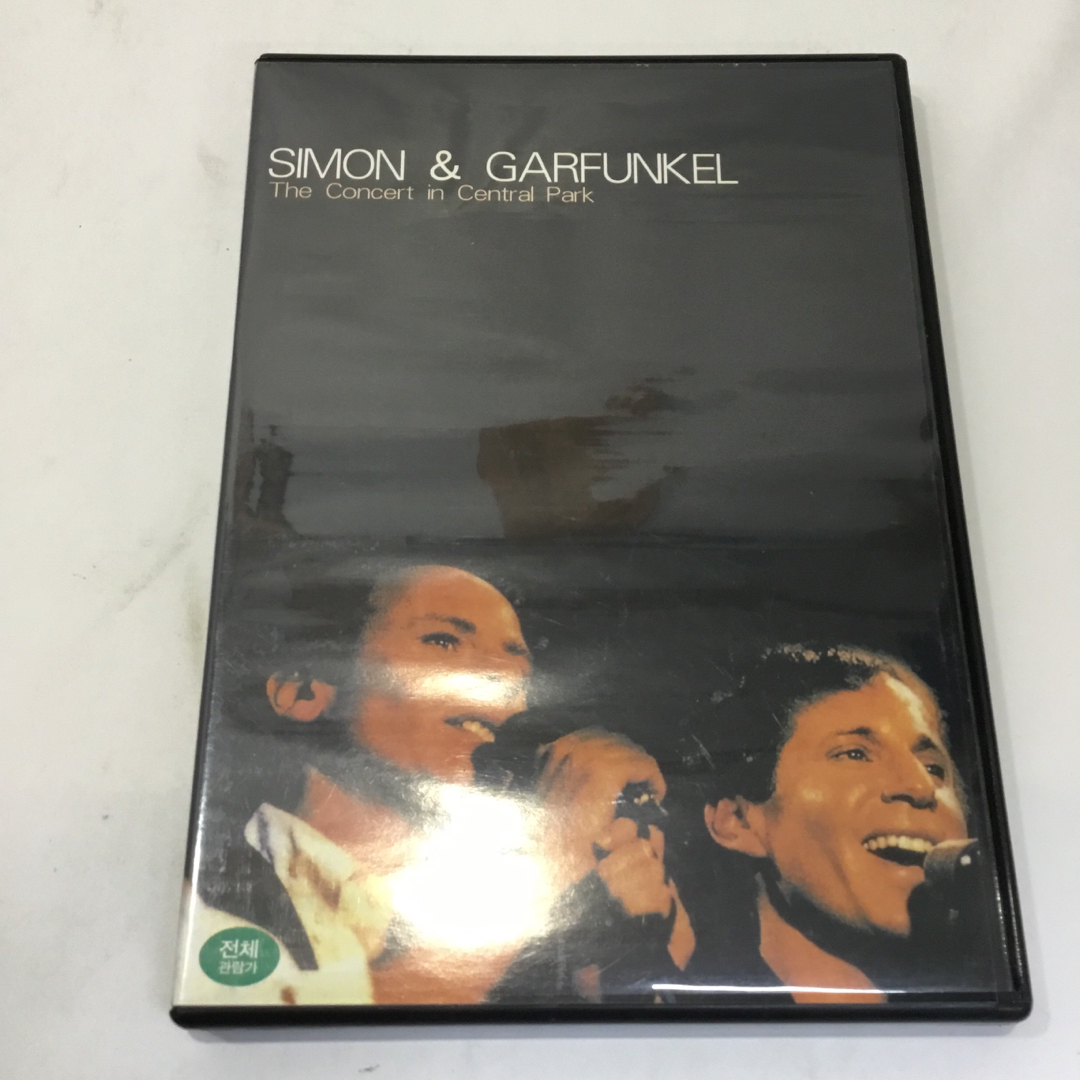 SIMON & GARFUNKEL
The Concert in Central Park
전체
관람가